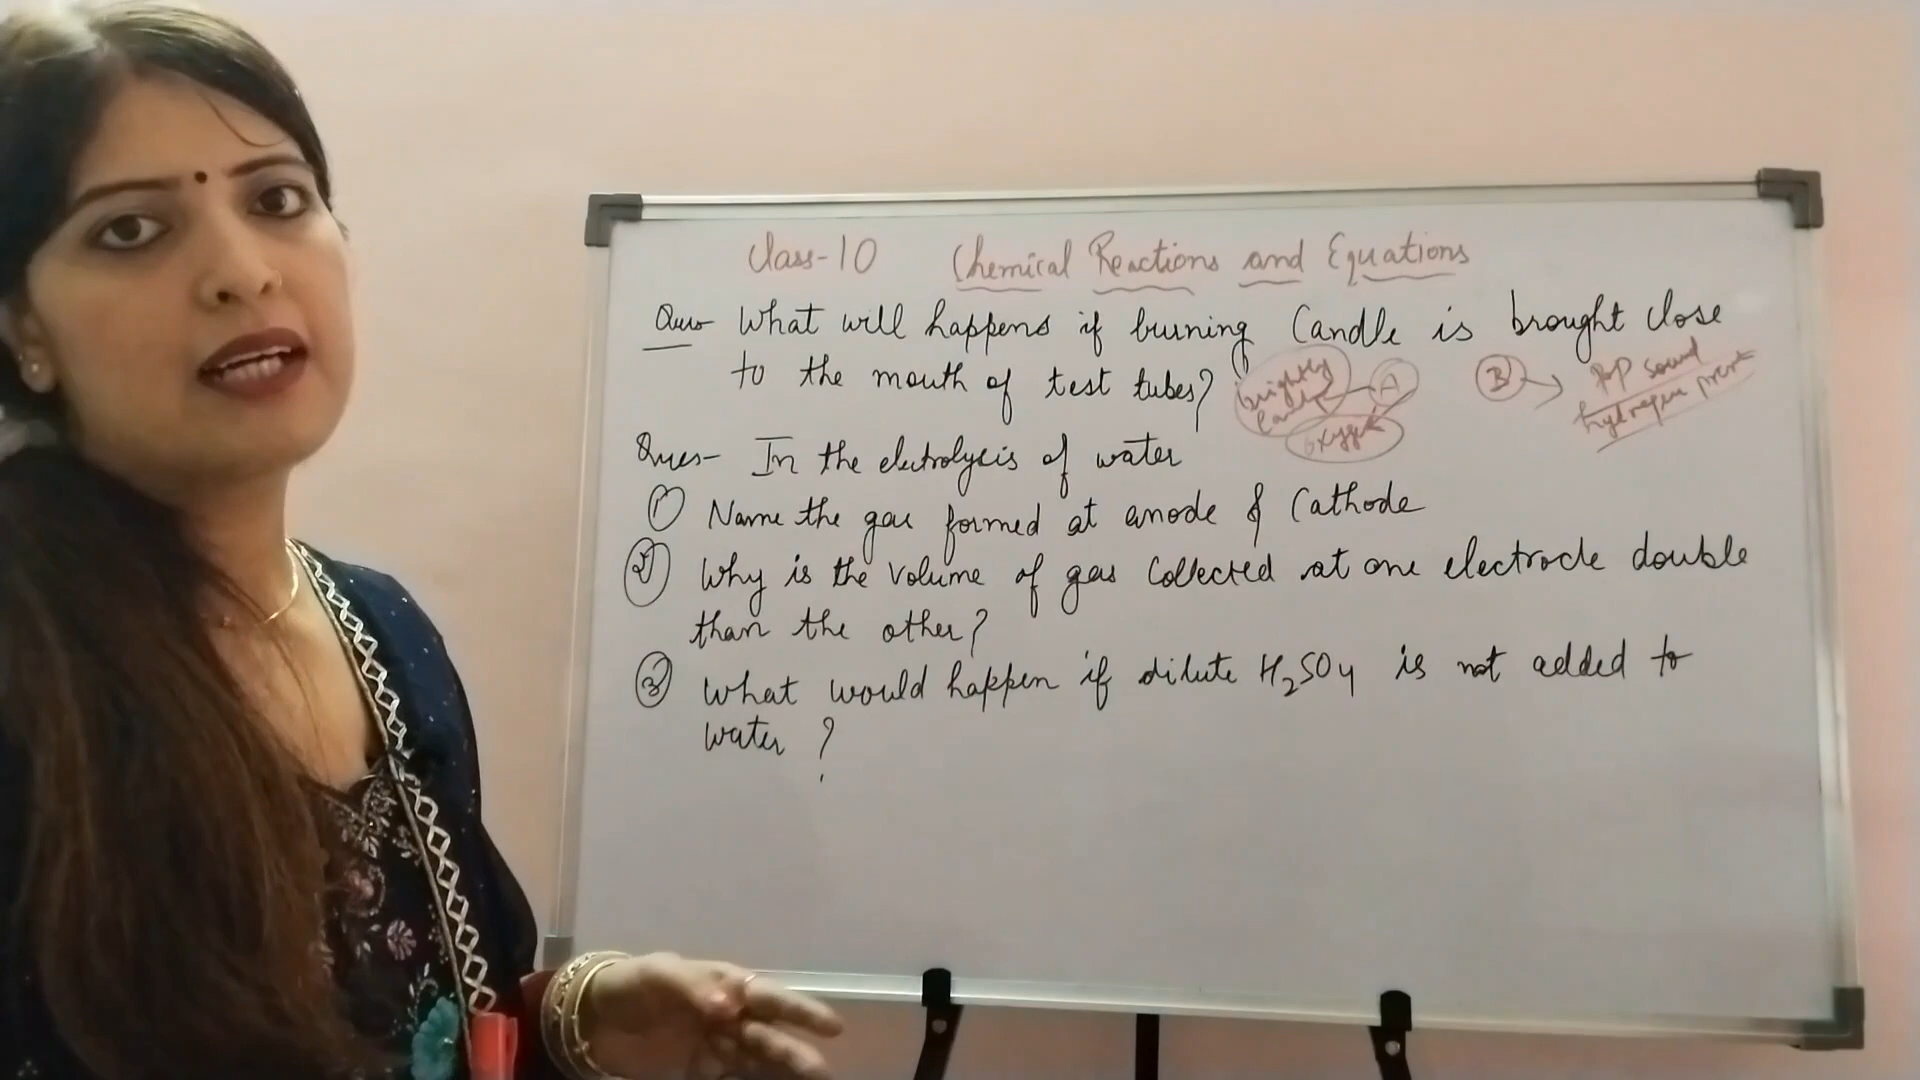 Class-10 Chemical Reactions and Equations
Ques- What will happens if burning Candle is brought close
to the mouth of test tubes?
brightly A
Oxygen
B → Pop sound
hydrogen
Ques- In the electrolysis of water
① Name the gas formed at anode & Cathode
② Why is the volume of gas collected at one electrode double
than the other?
③ What would happen if dilute H₂SO₄ is not added to
water?